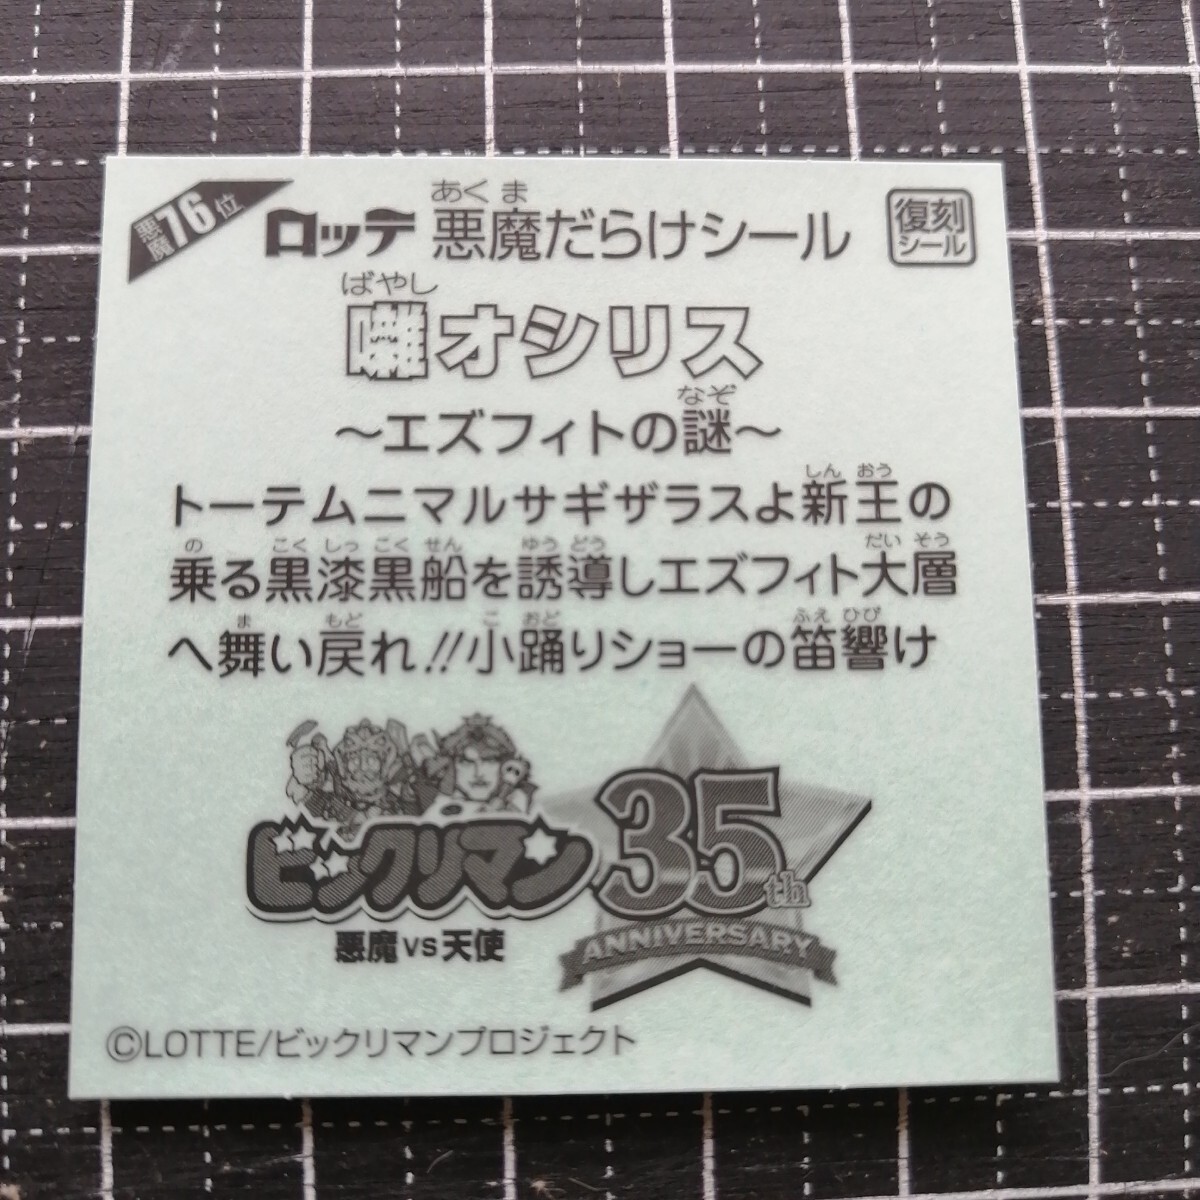 悪魔76位
ロッテ 悪魔だらけシール
あくま
復刻シール
ばやし
囃オシリス
なぞ
～エズフィトの謎～
しんおう
トーテムニマルサギザラスよ新王の
の こくしっこくせん ゆうどう だいそう
乗る黒漆黒船を誘導しエズフィト大層
ま もど こおど ふえひび
へ舞い戻れ!!小踊りショーの笛響け
ビックリマン 35th
悪魔VS天使 ANNIVERSARY
©LOTTE/ビックリマンプロジェクト